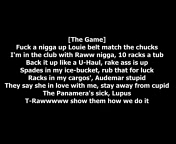 [The Game]
Fuck a nigga up Louie belt match the chucks
I'm in the club with Raww nigga, 10 racks a tub
Back it up like a U-Haul, rake ass is up
Spades in my ice-bucket, rub that for luck
Racks in my cargos', Audemar stupid
They say she in love with me, stay away from cupid
The Panamera's sick, Lupus
T-Rawwwww show them how we do it